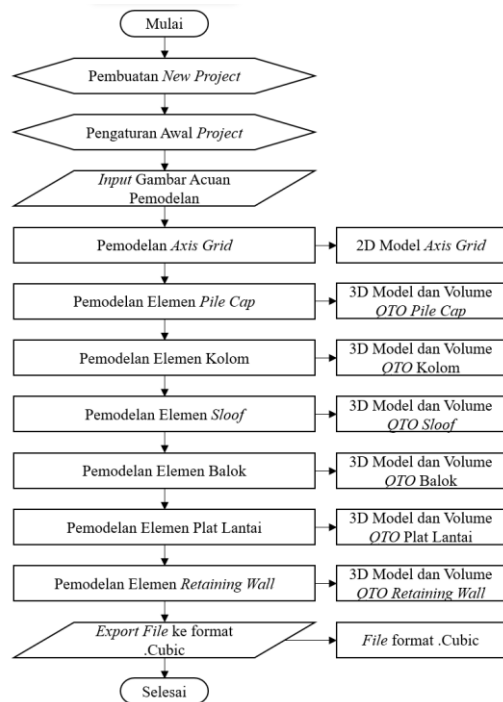 Mulai
Pembuatan New Project
Pengaturan Awal Project
Input Gambar Acuan
Pemodelan
Pemodelan Axis Grid
2D Model Axis Grid
Pemodelan Elemen Pile Cap
3D Model dan Volume
QTO Pile Cap
Pemodelan Elemen Kolom
3D Model dan Volume
QTO Kolom
Pemodelan Elemen Sloof
3D Model dan Volume
QTO Sloof
Pemodelan Elemen Balok
3D Model dan Volume
QTO Balok
Pemodelan Elemen Plat Lantai
3D Model dan Volume
QTO Plat Lantai
Pemodelan Elemen Retaining Wall
3D Model dan Volume
QTO Retaining Wall
Export File ke format
.Cubic
File format .Cubic
Selesai